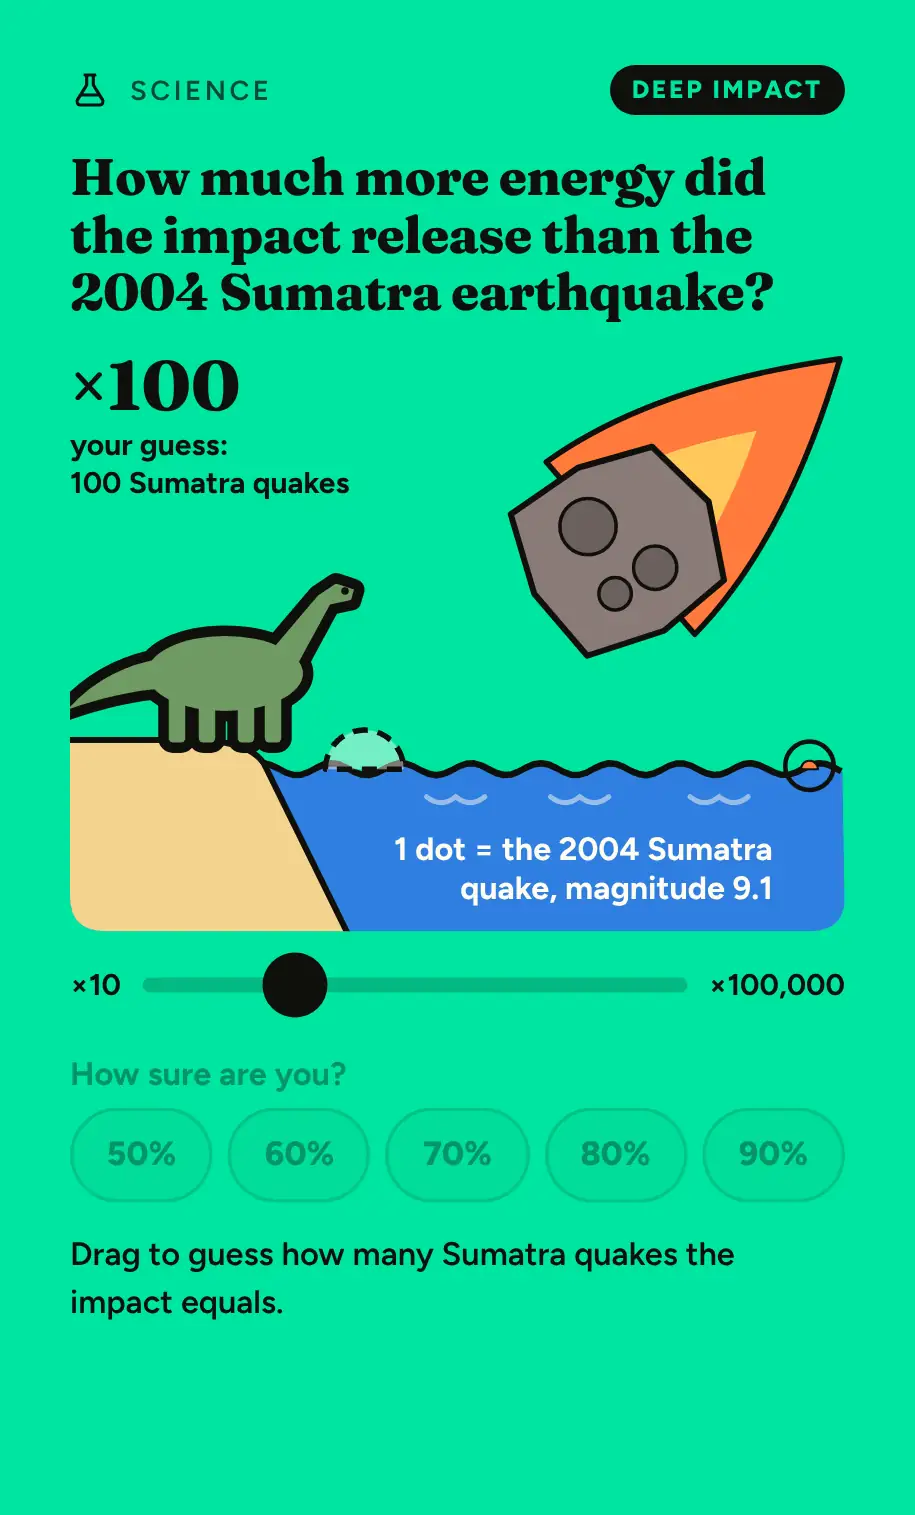 SCIENCE
DEEP IMPACT
How much more energy did
the impact release than the
2004 Sumatra earthquake?
×100
your guess:
100 Sumatra quakes
1 dot = the 2004 Sumatra
quake, magnitude 9.1
×10
×100,000
How sure are you?
50%
60%
70%
80%
90%
Drag to guess how many Sumatra quakes the
impact equals.